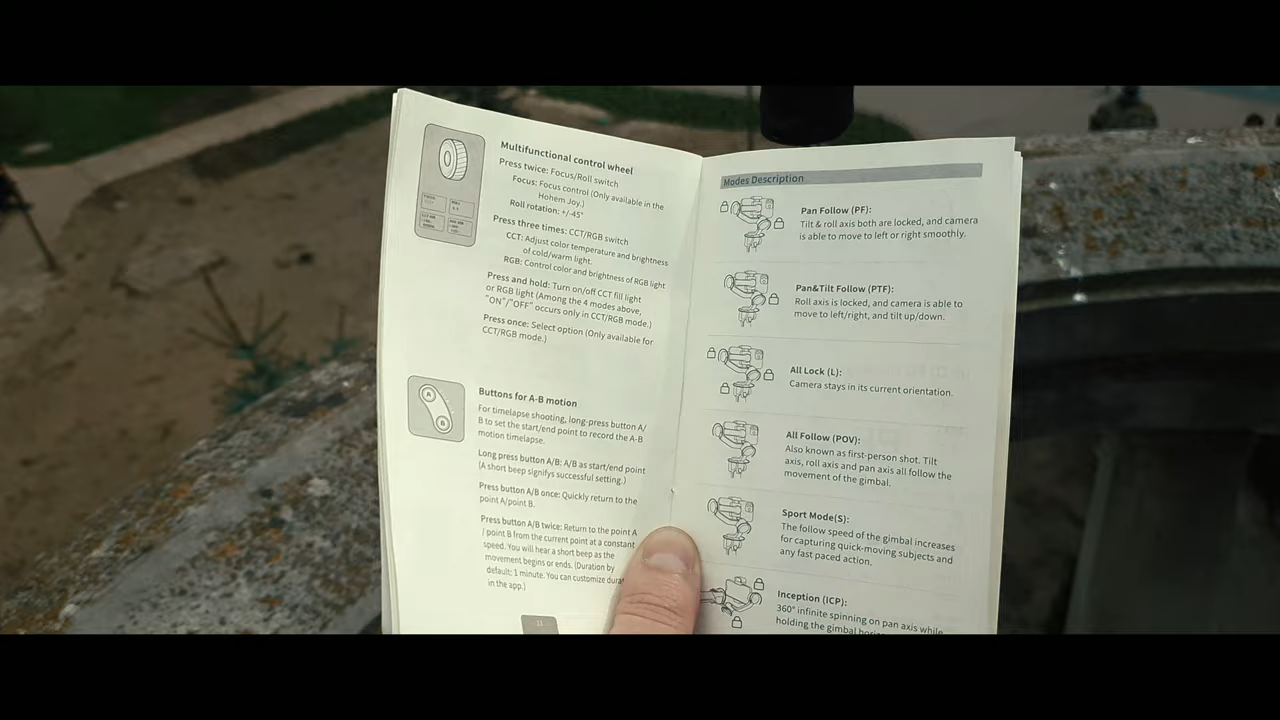 Multifunctional control wheel
Press twice: Focus/Roll switch
Focus: Focus control (Only available in the
Hohem Joy.)
Roll rotation: +/-45°
Press three times: CCT/RGB switch
CCT: Adjust color temperature and brightness
of cold/warm light.
RGB: Control color and brightness of RGB light
Press and hold: Turn on/off CCT fill light
or RGB light (Among the 4 modes above,
"ON"/"OFF" occurs only in CCT/RGB mode.)
Press once: Select option (Only available for
CCT/RGB mode.)
A
B
Buttons for A-B motion
For timelapse shooting, long-press button A/
B to set the start/end point to record the A-B
motion timelapse.
Long press button A/B: A/B as start/end point
(A short beep signifys successful setting.)
Press button A/B once: Quickly return to the
point A/point B.
Press button A/B twice: Return to the point A
/ point B from the current point at a constant
speed. You will hear a short beep as the
movement begins or ends. (Duration by
default: 1 minute. You can customize
in the app.)
11
Modes Description
Pan Follow (PF):
Tilt & roll axis both are locked, and camera
is able to move to left or right smoothly.
Pan&Tilt Follow (PTF):
Roll axis is locked, and camera is able to
move to left/right, and tilt up/down.
All Lock (L):
Camera stays in its current orientation.
All Follow (POV):
Also known as first-person shot. Tilt
axis, roll axis and pan axis all follow the
movement of the gimbal.
Sport Mode(S):
The follow speed of the gimbal increases
for capturing quick-moving subjects and
any fast paced action.
Inception (ICP):
360° infinite spinning on pan axis while
holding the gimbal